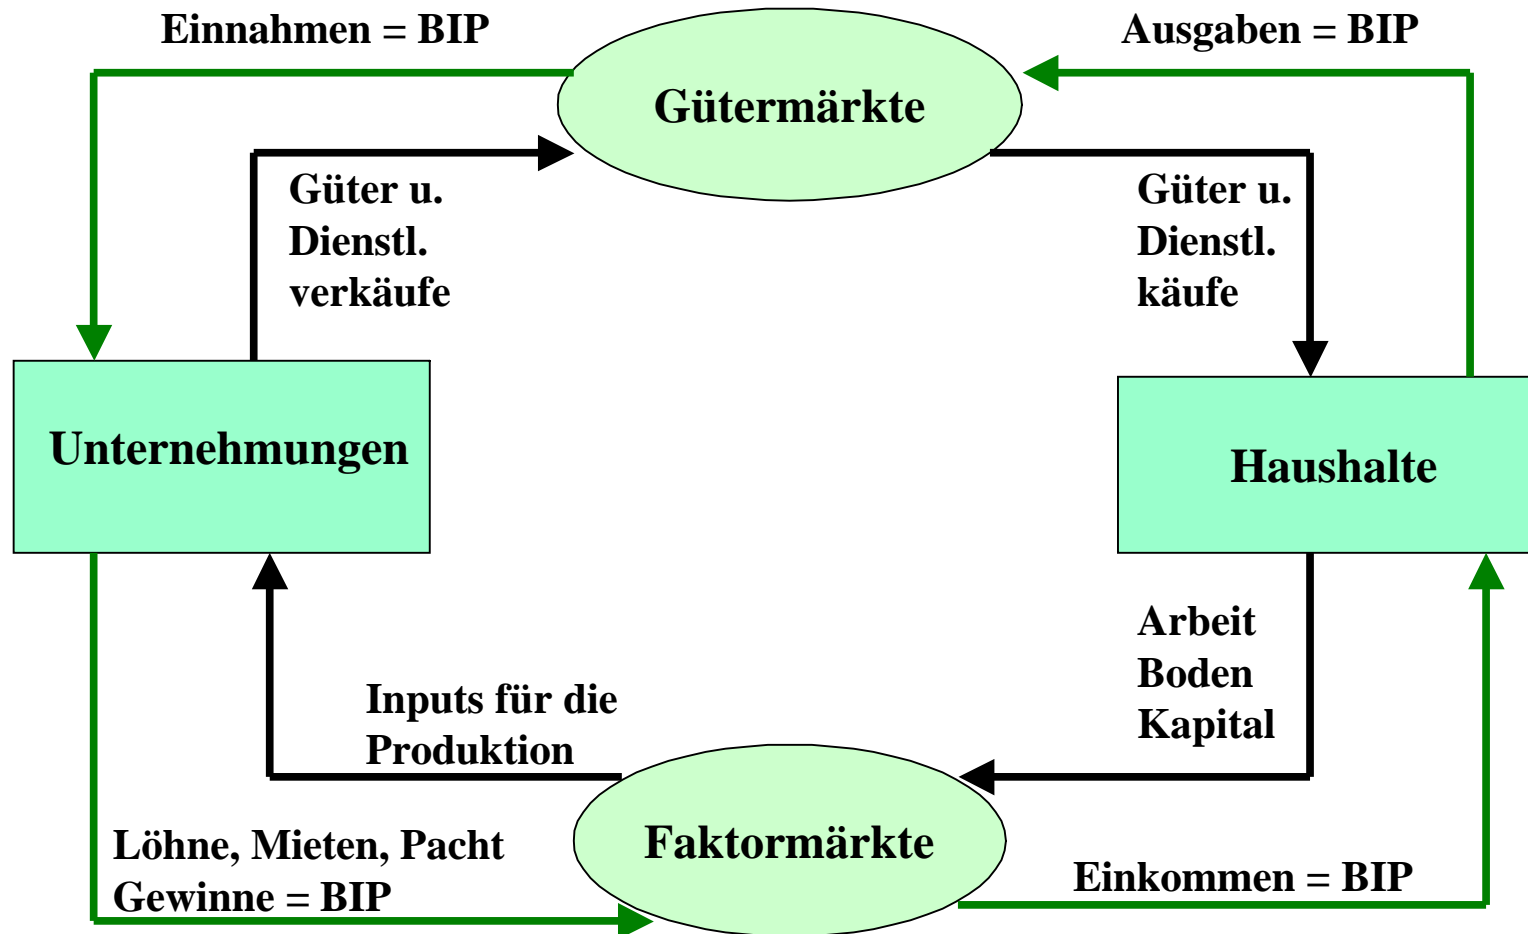 Einnahmen = BIP
Ausgaben = BIP
Gütermärkte
Güter u.
Dienstl.
verkäufe
Güter u.
Dienstl.
käufe
Unternehmungen
Haushalte
Arbeit
Boden
Kapital
Inputs für die
Produktion
Löhne, Mieten, Pacht
Gewinne = BIP
Faktormärkte
Einkommen = BIP